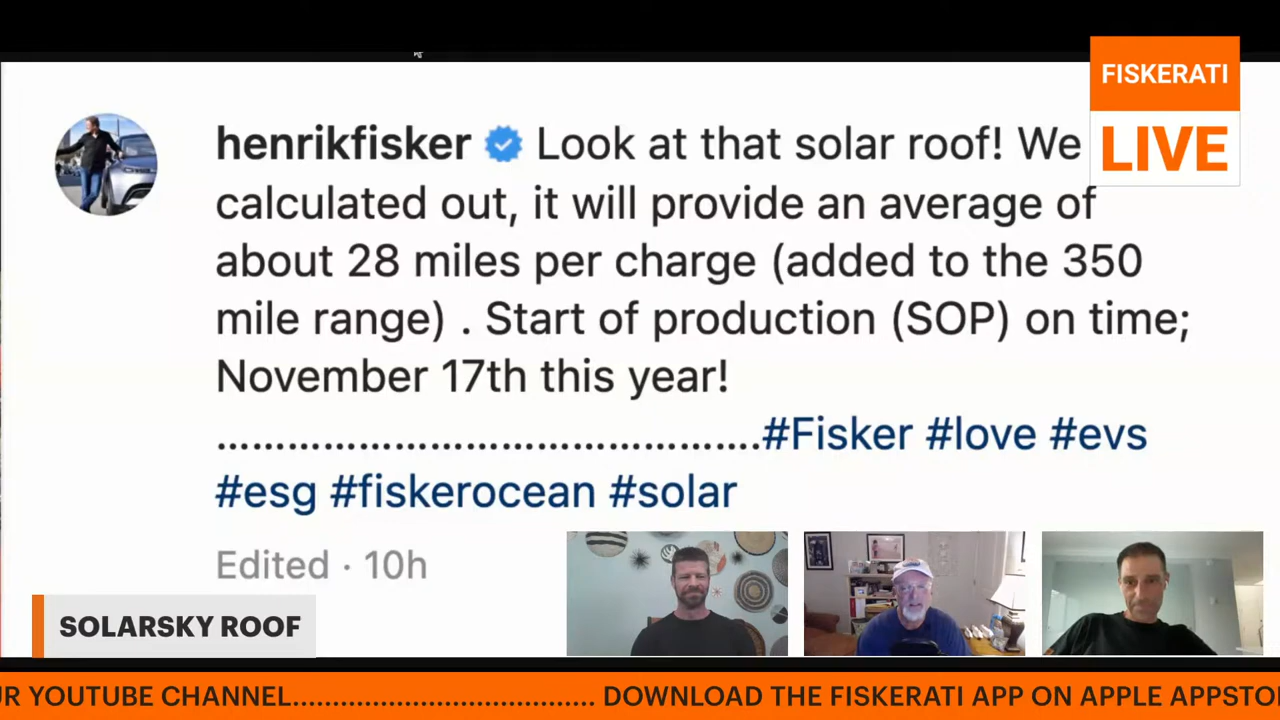 FISKERATI
LIVE
henrikfisker Look at that solar roof! We
calculated out, it will provide an average of
about 28 miles per charge (added to the 350
mile range) . Start of production (SOP) on time;
November 17th this year!
..........................................#Fisker #love #evs
#esg #fiskerocean #solar
Edited · 10h
SOLARSKY ROOF
UR YOUTUBE CHANNEL................................... DOWNLOAD THE FISKERATI APP ON APPLE APPSTO